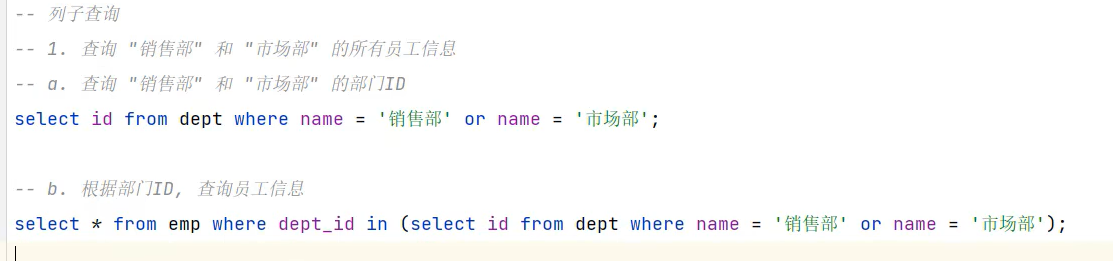 -- 列子查询
-- 1. 查询 "销售部" 和 "市场部" 的所有员工信息
-- a. 查询 "销售部" 和 "市场部" 的部门ID
select id from dept where name = '销售部' or name = '市场部';
-- b. 根据部门ID, 查询员工信息
select * from emp where dept_id in (select id from dept where name = '销售部' or name = '市场部');